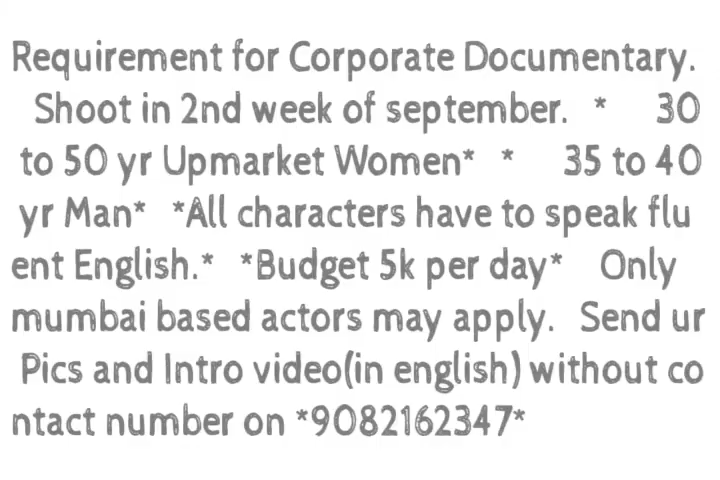 Requirement for Corporate Documentary.
Shoot in 2nd week of september. * 30
to 50 yr Upmarket Women* * 35 to 40
yr Man* *All characters have to speak flu
ent English.* *Budget 5k per day* Only
mumbai based actors may apply. Send ur
Pics and Intro video(in english) without co
ntact number on *9082162347*